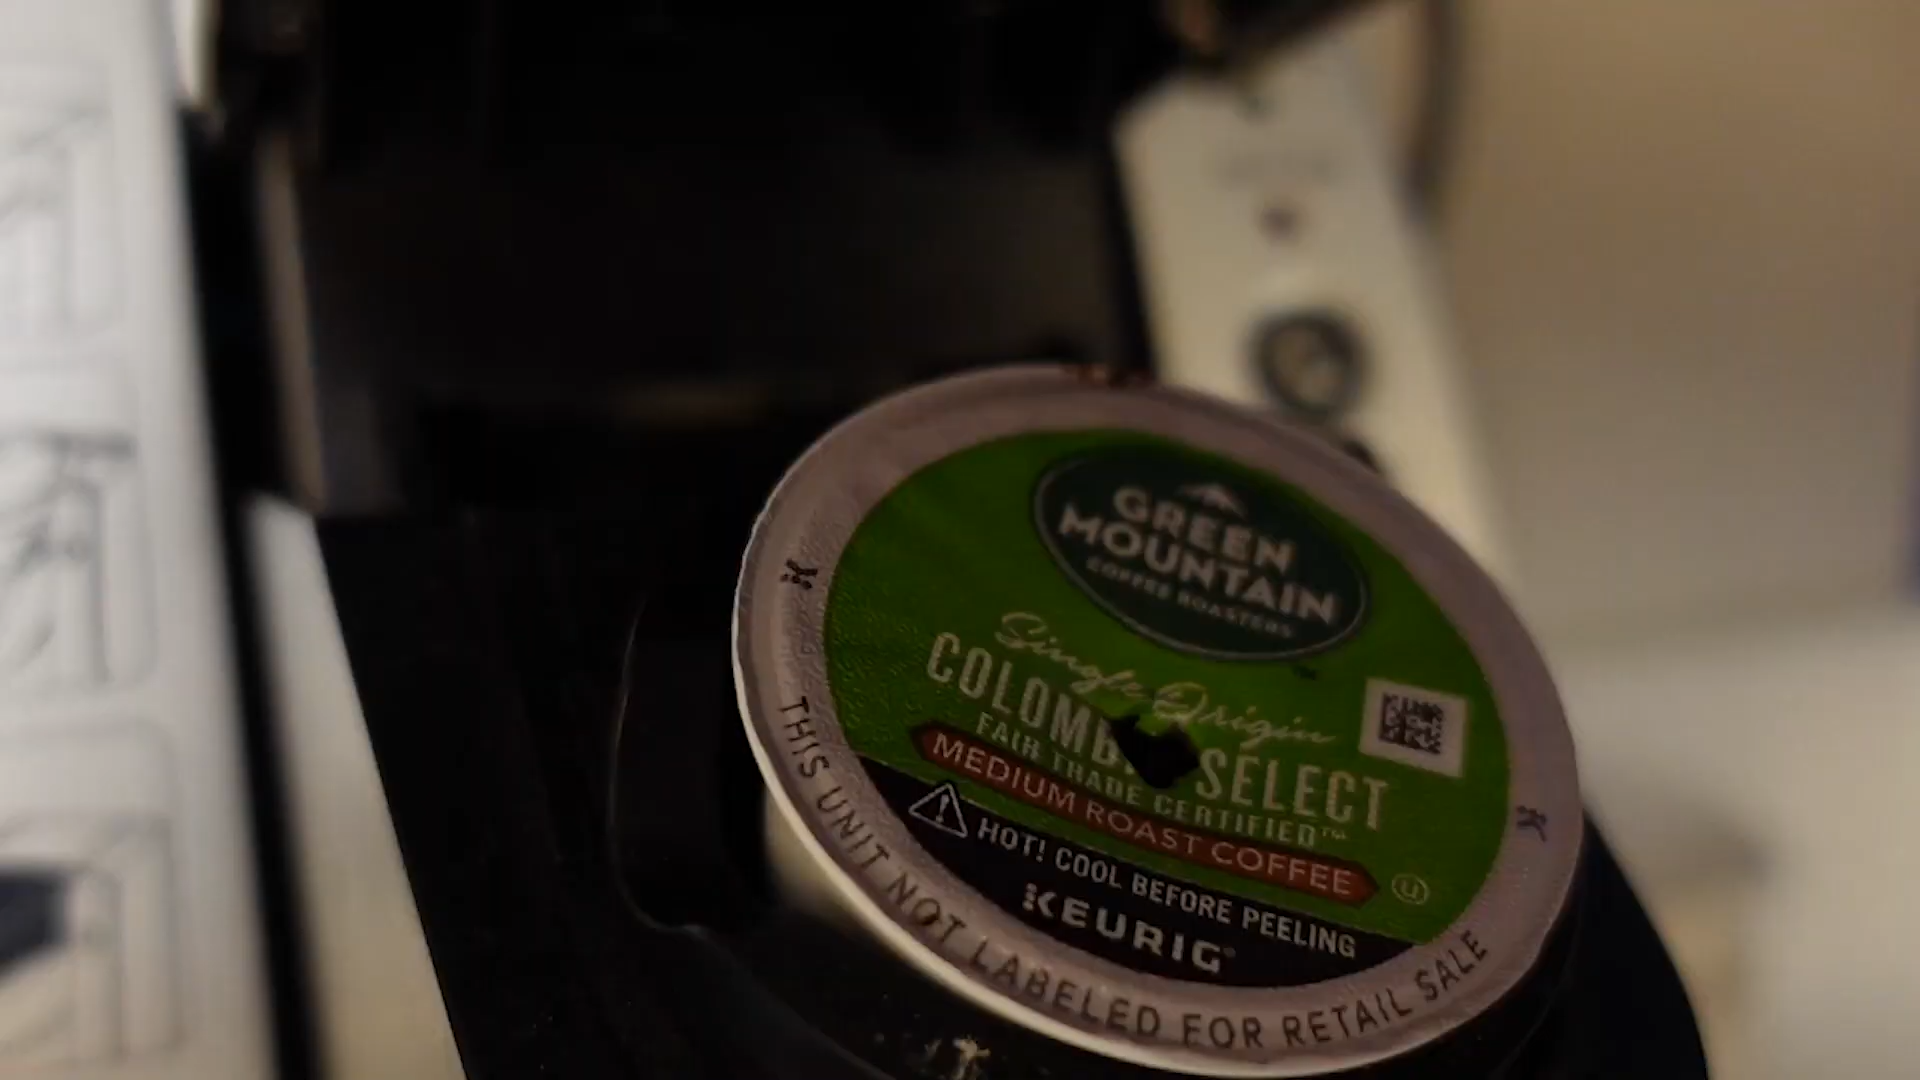 GREEN
MOUNTAIN
COFFEE ROASTERS
Single Origin
COLOMB SELECT
FAIR TRADE CERTIFIED™
MEDIUM ROAST COFFEE
HOT! COOL BEFORE PEELING
KEURIG
THIS UNIT NOT LABELED FOR RETAIL SALE
U